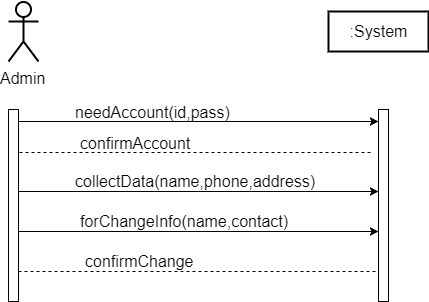 :System
Admin
needAccount(id,pass)
confirmAccount
collectData(name,phone,address)
forChangeInfo(name,contact)
confirmChange